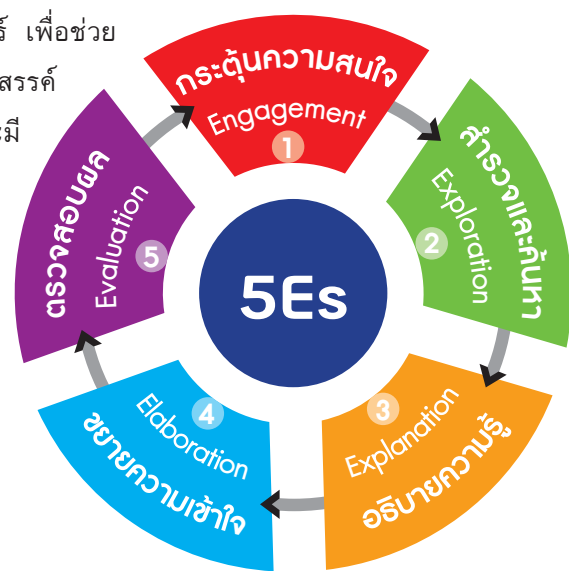 ร์ เพื่อช่วย
สรรค์
มี
กระตุ้นความสนใจ
Engagement
1
สำรวจและค้นหา
Exploration
2
อธิบายความรู้
Explanation
3
ขยายความเข้าใจ
Elaboration
4
ตรวจสอบผล
Evaluation
5
5Es